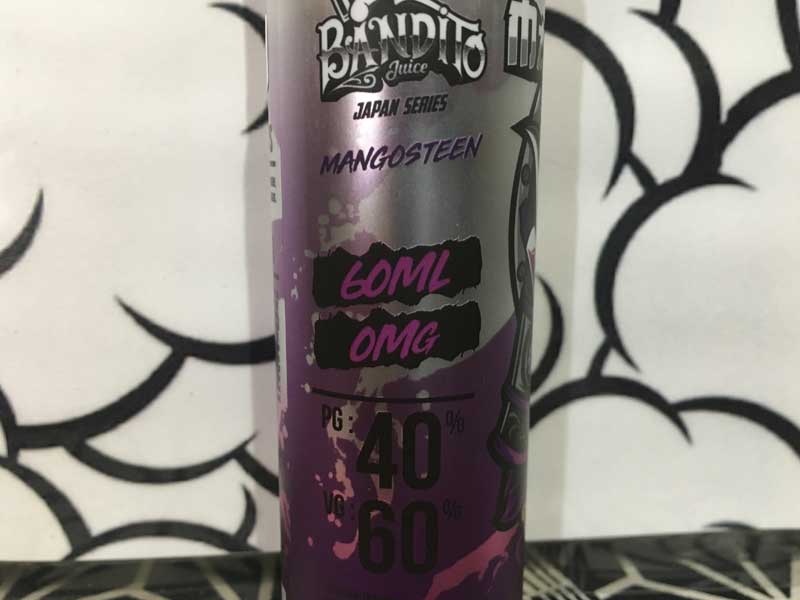 BANDITO
Juice
JAPAN SERIES
MANGOSTEEN
60ML
0MG
PG: 40%
VG: 60%